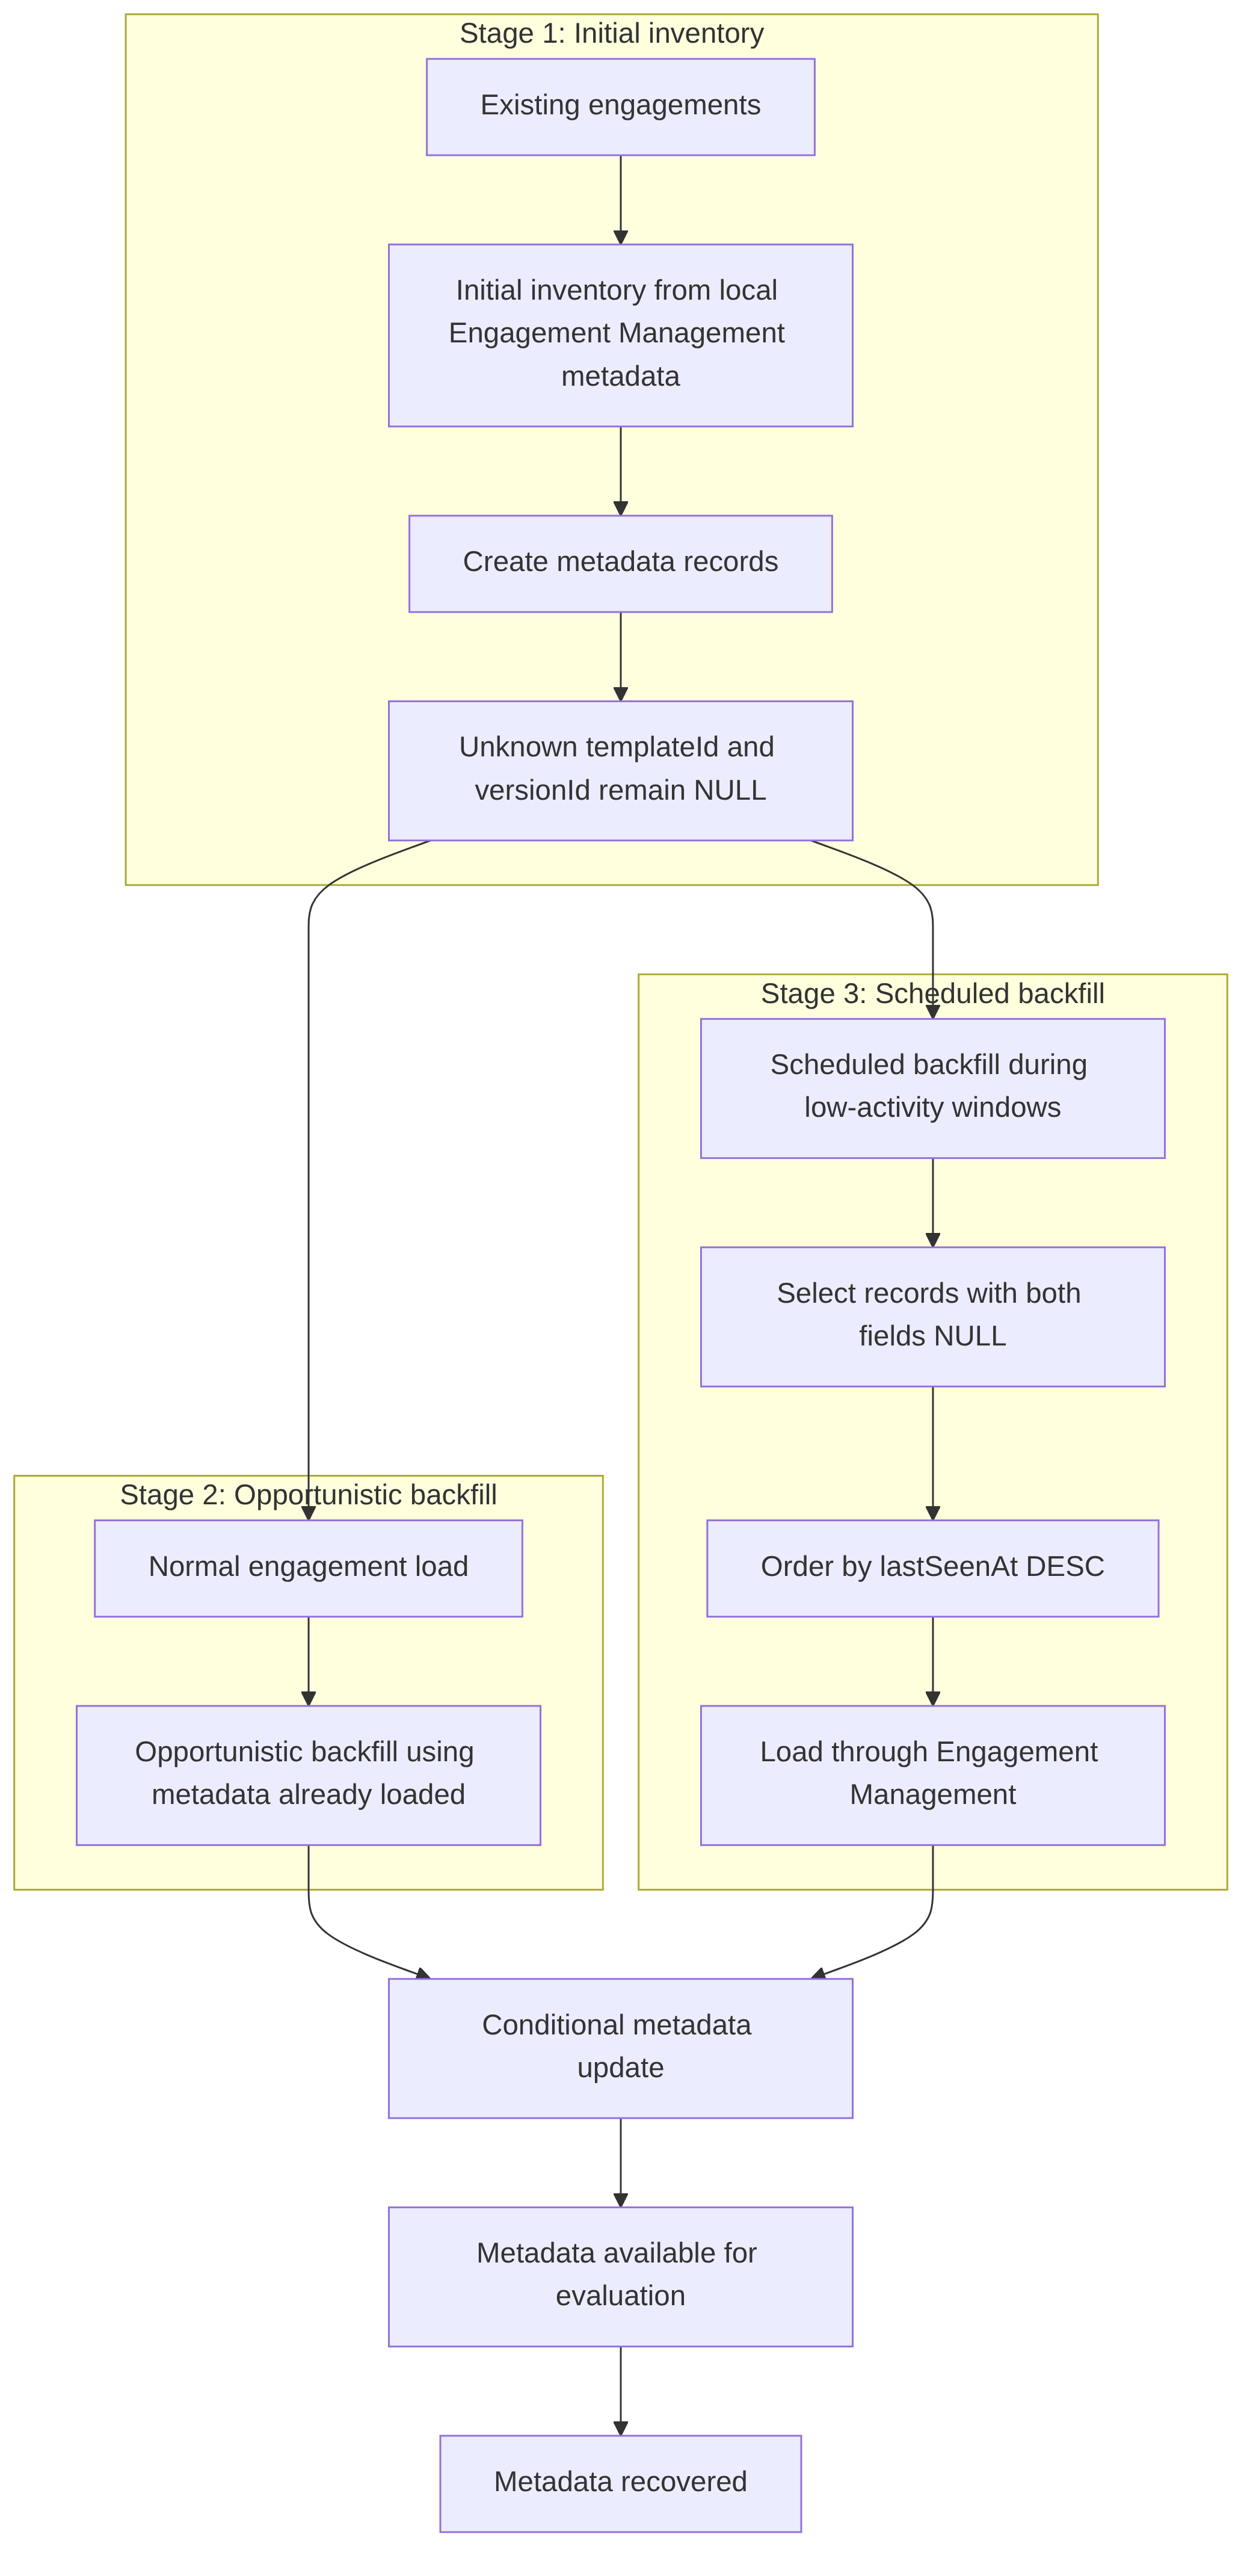 Stage 1: Initial inventory
Existing engagements
Initial inventory from local
Engagement Management
metadata
Create metadata records
Unknown templateId and
versionId remain NULL
Stage 3: Scheduled backfill
Scheduled backfill during
low-activity windows
Select records with both
fields NULL
Stage 2: Opportunistic backfill
Normal engagement load
Order by lastSeenAt DESC
Opportunistic backfill using
metadata already loaded
Load through Engagement
Management
Conditional metadata
update
Metadata available for
evaluation
Metadata recovered